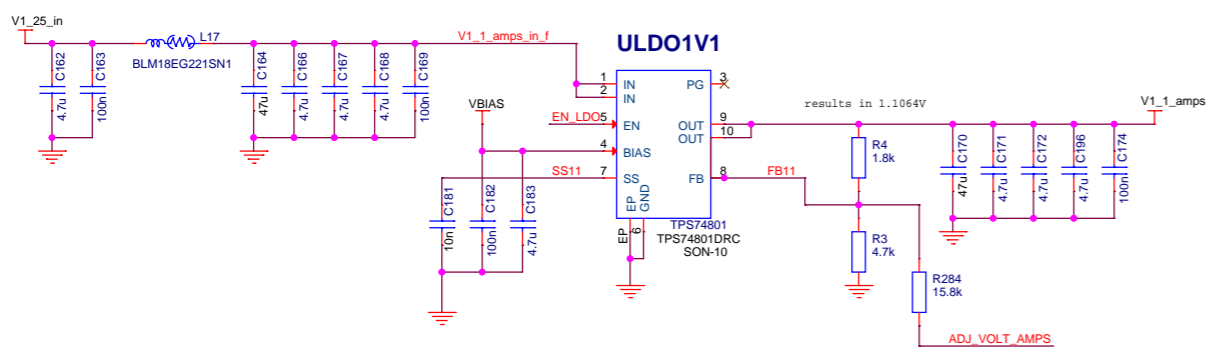 V1_25_in
C162
4.7u
C163
100n
L17
BLM18EG221SN1
C164
47u
C166
4.7u
C167
4.7u
C168
4.7u
C169
100n
V1_1_amps_in_f
ULDO1V1
1
IN
2
IN
PG
3
EN_LDO
5
EN
VBIAS
4
BIAS
SS11
7
SS
EP
GND
EP
6
OUT
9
OUT
10
FB
8
FB11
TPS74801
TPS74801DRC
SON-10
C181
10n
C182
100n
C183
4.7u
results in 1.1064V
V1_1_amps
R4
1.8k
R3
4.7k
R284
15.8k
ADJ_VOLT_AMPS
C170
47u
C171
4.7u
C172
4.7u
C196
4.7u
C174
100n